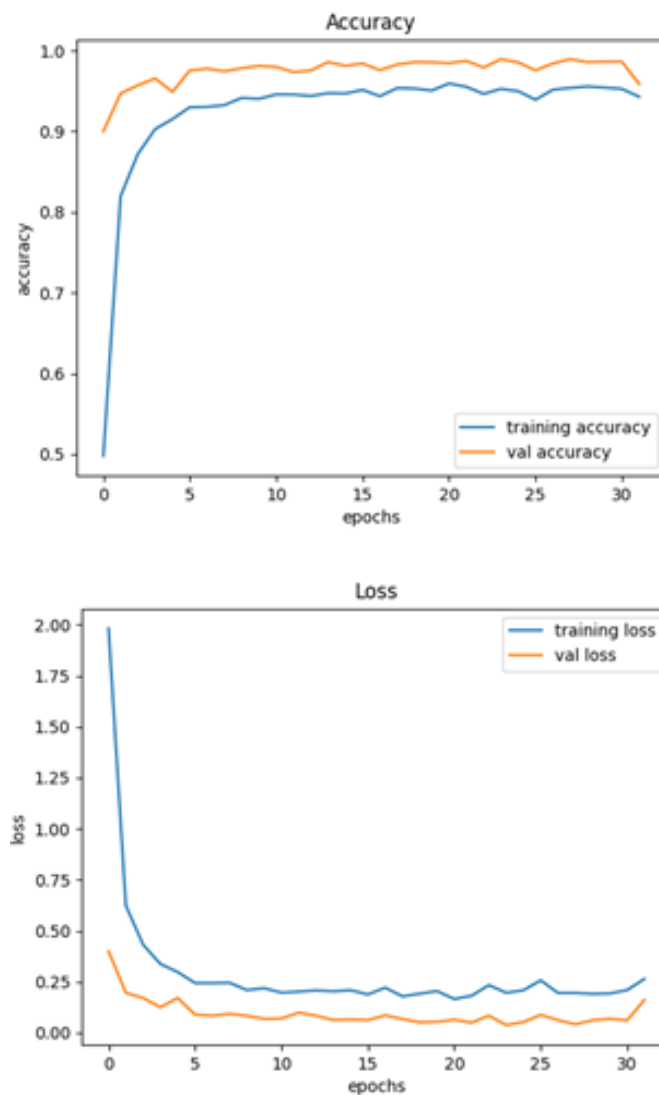 Accuracy
1.0
0.9
0.8
0.7
0.6
0.5
accuracy
training accuracy
val accuracy
0 5 10 15 20 25 30
epochs
Loss
2.00
1.75
1.50
1.25
1.00
0.75
0.50
0.25
0.00
loss
training loss
val loss
0 5 10 15 20 25 30
epochs